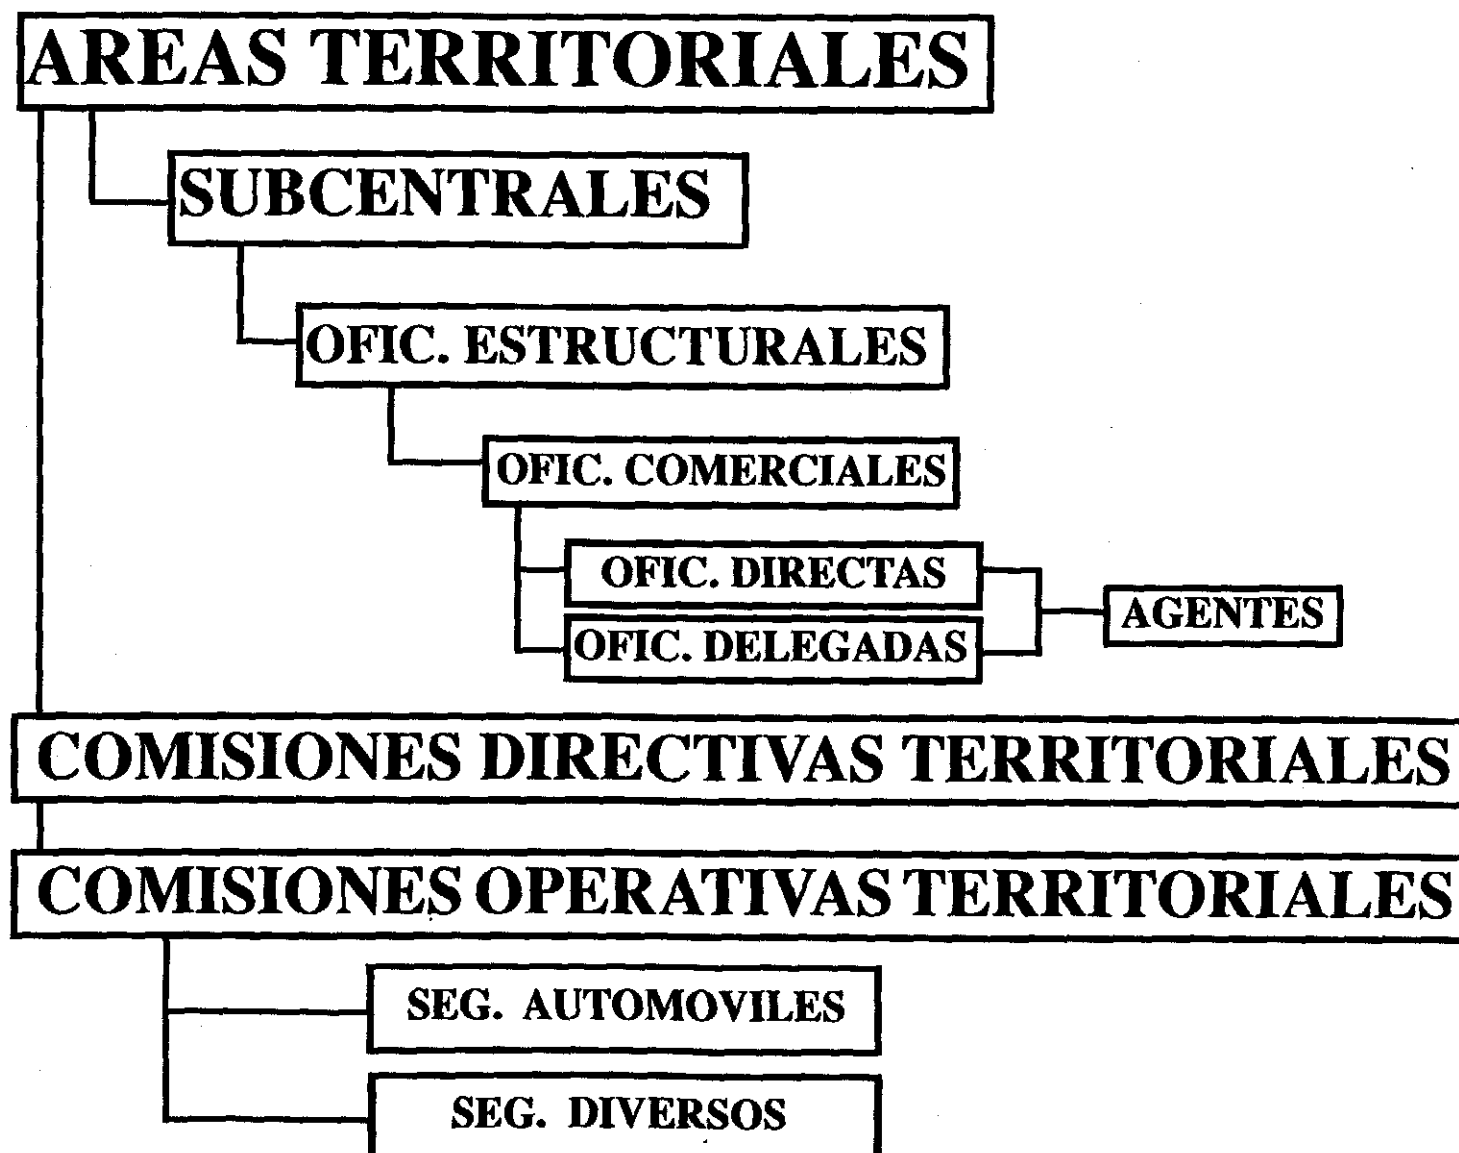 AREAS TERRITORIALES
SUBCENTRALES
OFIC. ESTRUCTURALES
OFIC. COMERCIALES
OFIC. DIRECTAS
OFIC. DELEGADAS
AGENTES
COMISIONES DIRECTIVAS TERRITORIALES
COMISIONES OPERATIVAS TERRITORIALES
SEG. AUTOMOVILES
SEG. DIVERSOS